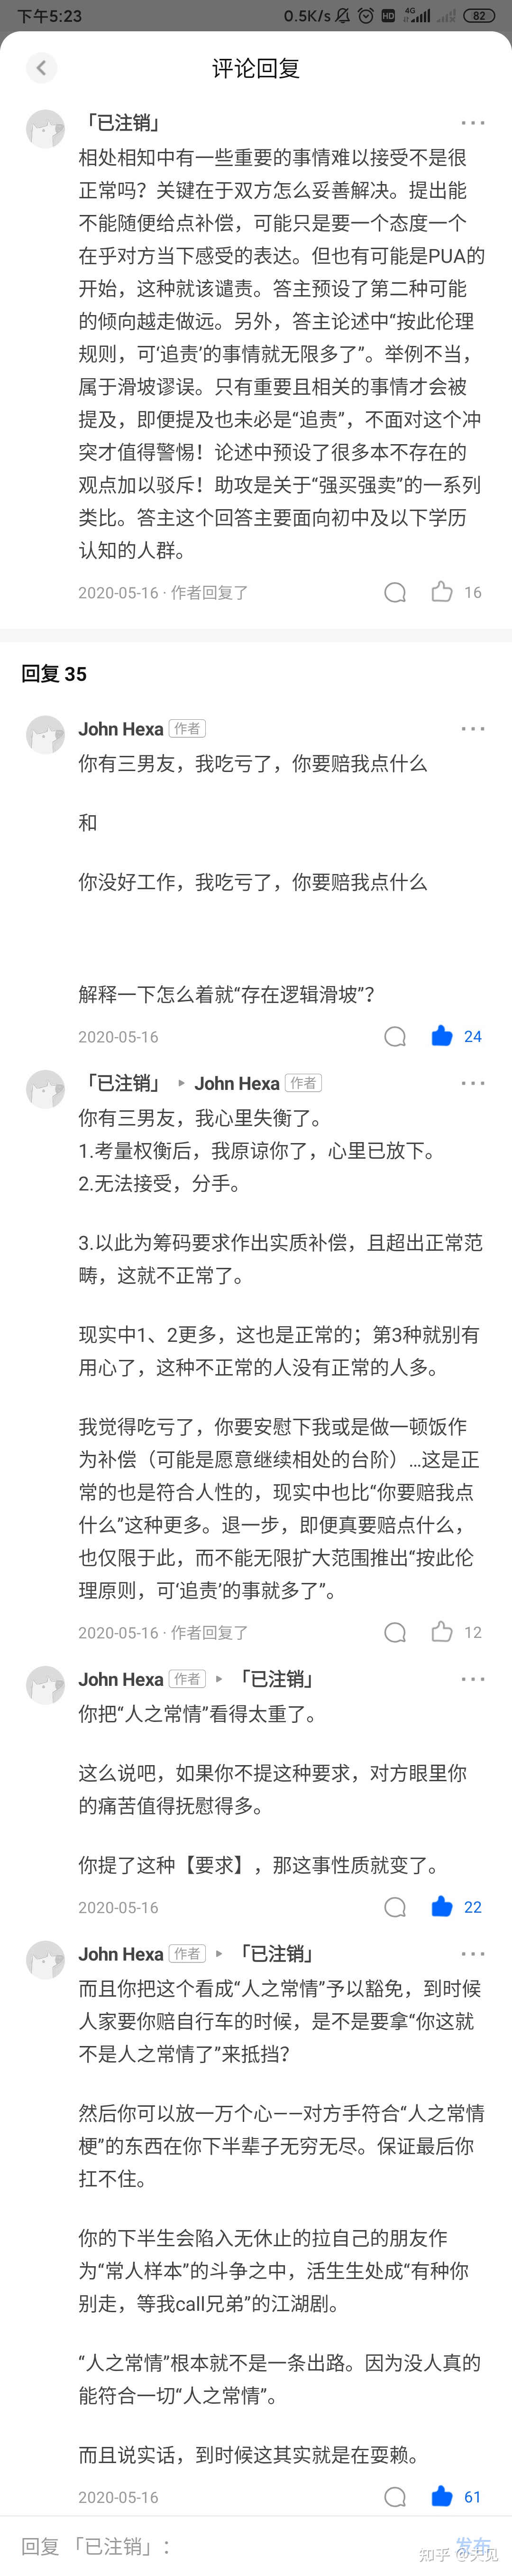 下午5:23
0.5K/s
HD
4G
82
评论回复
「已注销」
相处相知中有一些重要的事情难以接受不是很
正常吗？关键在于双方怎么妥善解决。提出能
不能随便给点补偿，可能只是要一个态度一个
在乎对方当下感受的表达。但也有可能是PUA的
开始，这种就该谴责。答主预设了第二种可能
的倾向越走做远。另外，答主论述中“按此伦理
规则，可‘追责’的事情就无限多了”。举例不当，
属于滑坡谬误。只有重要且相关的事情才会被
提及，即便提及也未必是“追责”，不面对这个冲
突才值得警惕！论述中预设了很多本不存在的
观点加以驳斥！助攻是关于“强买强卖”的一系列
类比。答主这个回答主要面向初中及以下学历
认知的人群。
2020-05-16 · 作者回复了
16
回复 35
John Hexa 作者
你有三男友，我吃亏了，你要赔我点什么
和
你没好工作，我吃亏了，你要赔我点什么
解释一下怎么着就“存在逻辑滑坡”？
2020-05-16
24
「已注销」 ▸ John Hexa 作者
你有三男友，我心里失衡了。
1.考量权衡后，我原谅你了，心里已放下。
2.无法接受，分手。
3.以此为筹码要求作出实质补偿，且超出正常范
畴，这就不正常了。
现实中1、2更多，这也是正常的；第3种就别有
用心了，这种不正常的人没有正常的人多。
我觉得吃亏了，你要安慰下我或是做一顿饭作
为补偿（可能是愿意继续相处的台阶）...这是正
常的也是符合人性的，现实中也比“你要赔我点
什么”这种更多。退一步，即便真要赔点什么，
也仅限于此，而不能无限扩大范围推出“按此伦
理原则，可‘追责’的事就多了”。
2020-05-16 · 作者回复了
12
John Hexa 作者 ▸ 「已注销」
你把“人之常情”看得太重了。
这么说吧，如果你不提这种要求，对方眼里你
的痛苦值得抚慰得多。
你提了这种【要求】，那这事性质就变了。
2020-05-16
22
John Hexa 作者 ▸ 「已注销」
而且你把这个看成“人之常情”予以豁免，到时候
人家要你赔自行车的时候，是不是要拿“你这就
不是人之常情了”来抵挡？
然后你可以放一万个心——对方手符合“人之常情
梗”的东西在你下半辈子无穷无尽。保证最后你
扛不住。
你的下半生会陷入无休止的拉自己的朋友作
为“常人样本”的斗争之中，活生生处成“有种你
别走，等我call兄弟”的江湖剧。
“人之常情”根本就不是一条出路。因为没人真的
能符合一切“人之常情”。
而且说实话，到时候这其实就是在耍赖。
2020-05-16
61
回复 「已注销」：
发布
知乎